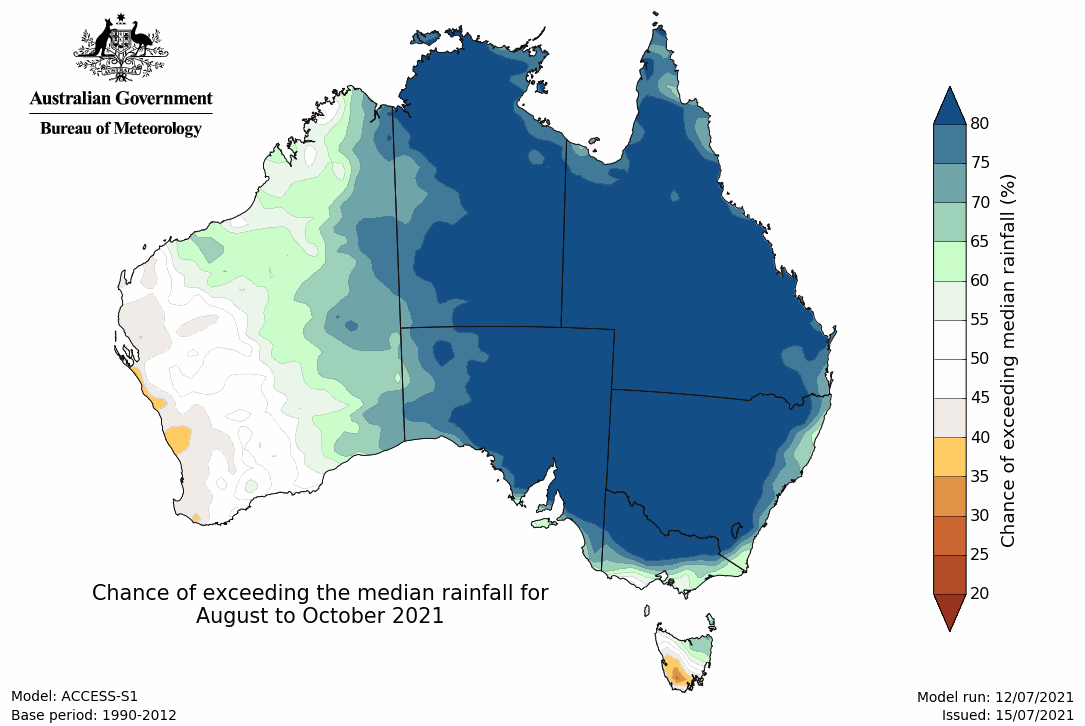 Australian Government
Bureau of Meteorology
80
75
70
65
60
55
50
45
40
35
30
25
20
Chance of exceeding median rainfall (%)
Chance of exceeding the median rainfall for
August to October 2021
Model: ACCESS-S1
Base period: 1990-2012
Model run: 12/07/2021
Issued: 15/07/2021